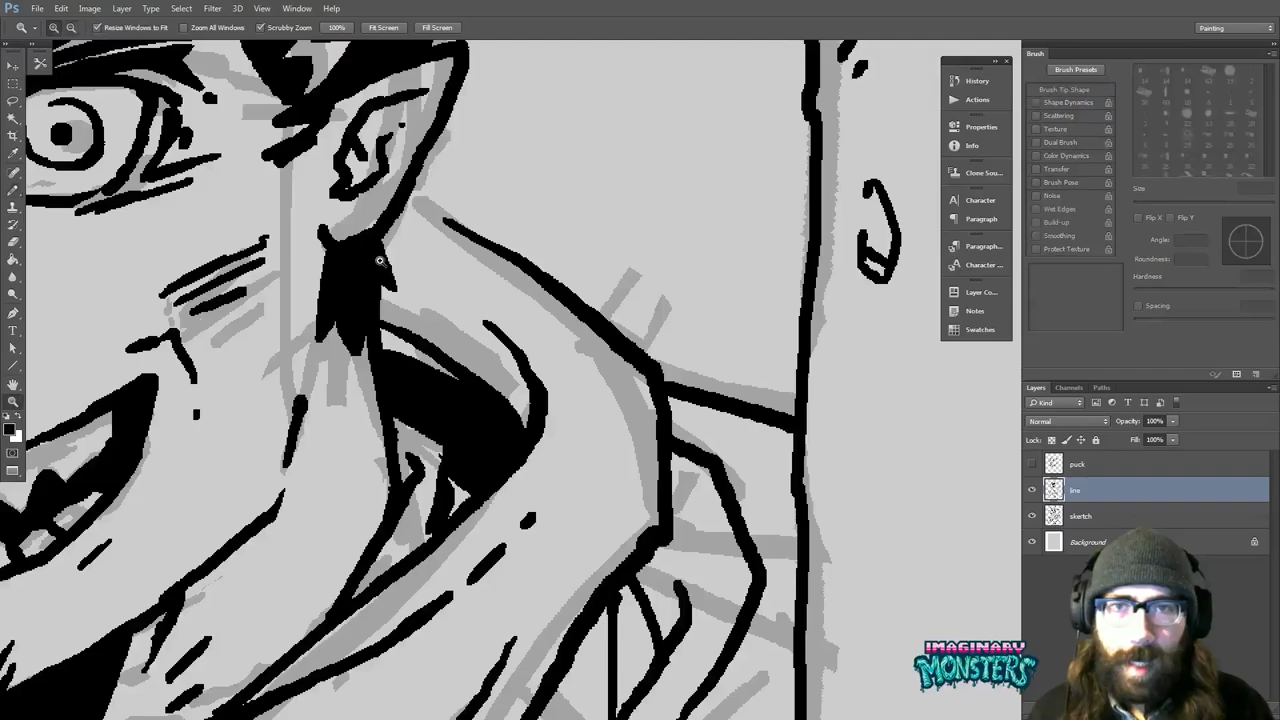 Ps File Edit Image Layer Type Select Filter 3D View Window Help
Resize Windows to Fit Zoom All Windows Scrubby Zoom 100% Fit Screen Fill Screen Painting
Brush
Brush Presets
Brush Tip Shape
Shape Dynamics
Scattering
Texture
Dual Brush
Color Dynamics
Transfer
Brush Pose
Noise
Wet Edges
Build-up
Smoothing
Protect Texture
Size
Flip X Flip Y
Angle:
Roundness:
Hardness
Spacing
History
Actions
Properties
Info
Clone Sou...
Character
Paragraph
Paragraph...
Character ...
Layer Co...
Notes
Swatches
Layers Channels Paths
Kind
Normal Opacity: 100%
Lock: Fill: 100%
puck
line
skertch
Background
IMAGINARY
MONSTERS